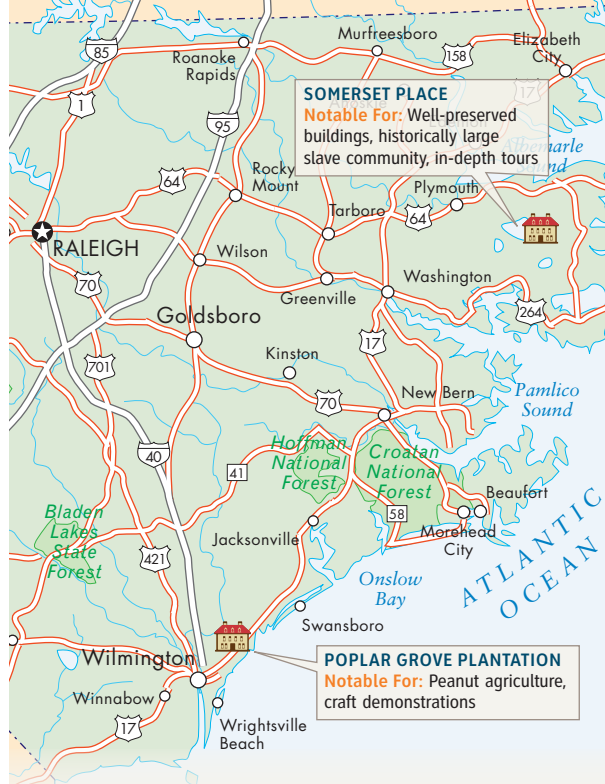 Murfreesboro
Elizabeth
City
85
158
Roanoke
Rapids
1
17
SOMERSET PLACE
Notable For: Well-preserved
buildings, historically large
slave community, in-depth tours
Ahoskie
95
Albemarle
Sound
64
Rocky
Mount
Plymouth
Tarboro
64
RALEIGH
Wilson
Greenville
Washington
70
264
Goldsboro
17
Kinston
701
70
New Bern
Pamlico
Sound
Hoffman
National
Forest
Croatan
National
Forest
40
41
58
Beaufort
Bladen
Lakes
State
Forest
Jacksonville
Morehead
City
421
Onslow
Bay
ATLANTIC
OCEAN
Swansboro
Wilmington
POPLAR GROVE PLANTATION
Notable For: Peanut agriculture,
craft demonstrations
Winnabow
17
Wrightsville
Beach